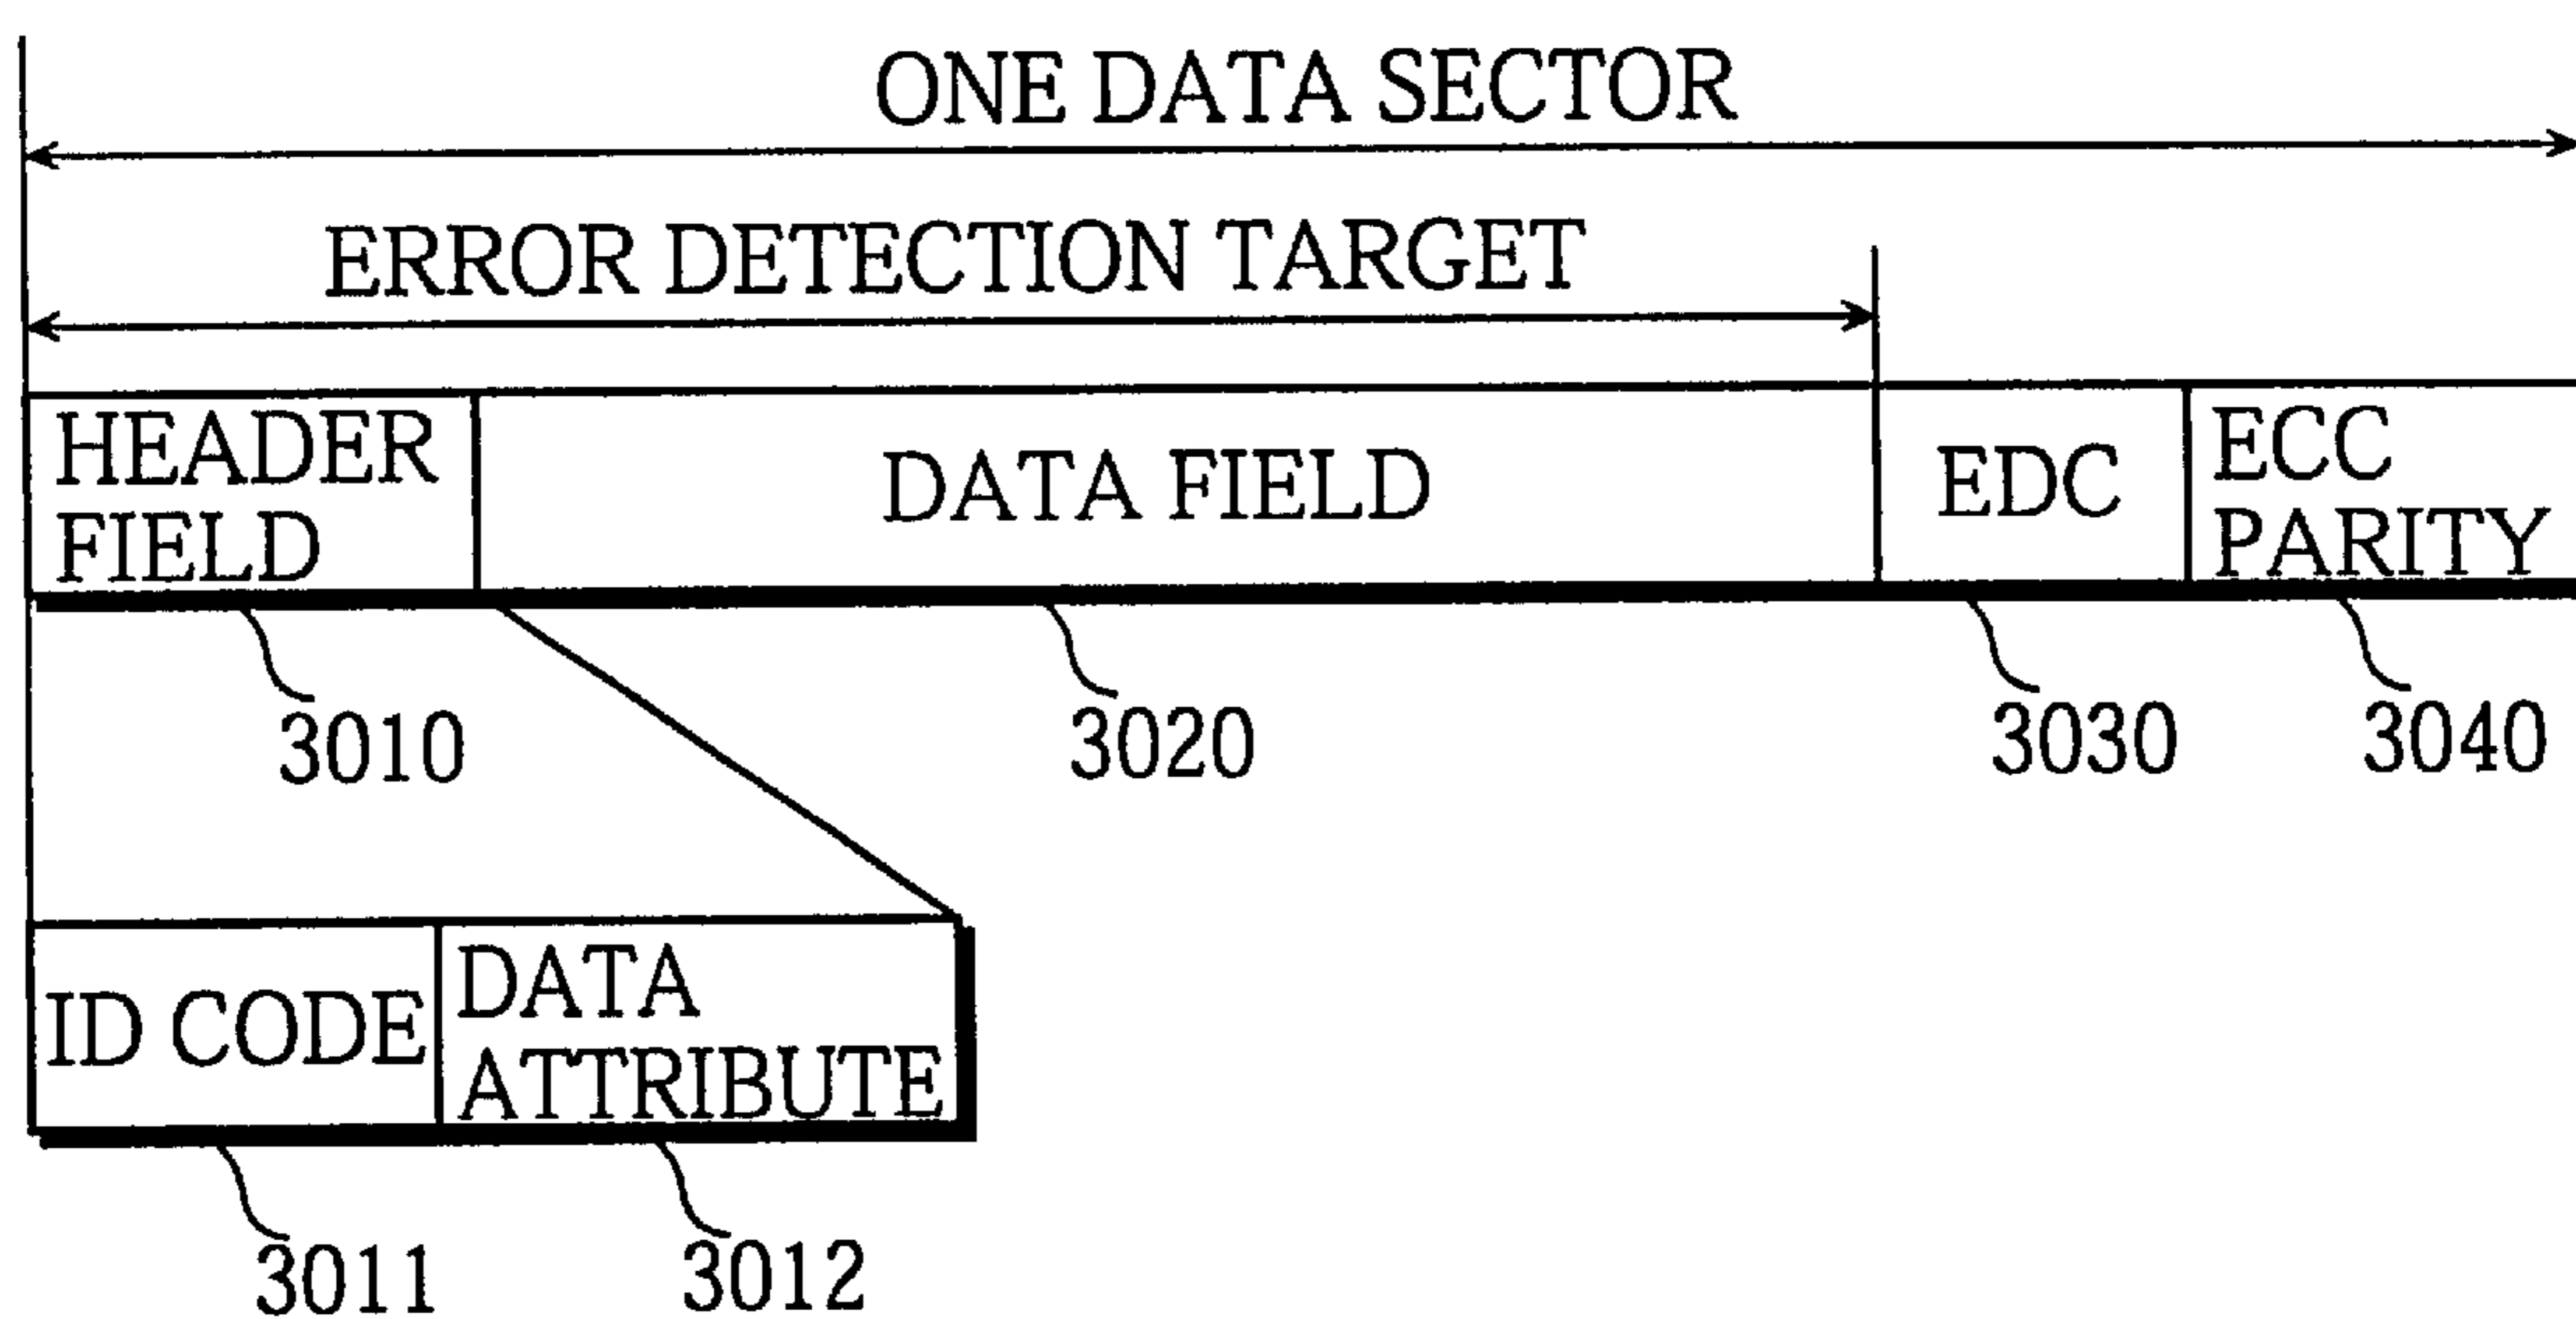 ONE DATA SECTOR
ERROR DETECTION TARGET
HEADER
FIELD
DATA FIELD
EDC
ECC
PARITY
3010
3020
3030
3040
ID CODE
DATA
ATTRIBUTE
3011
3012